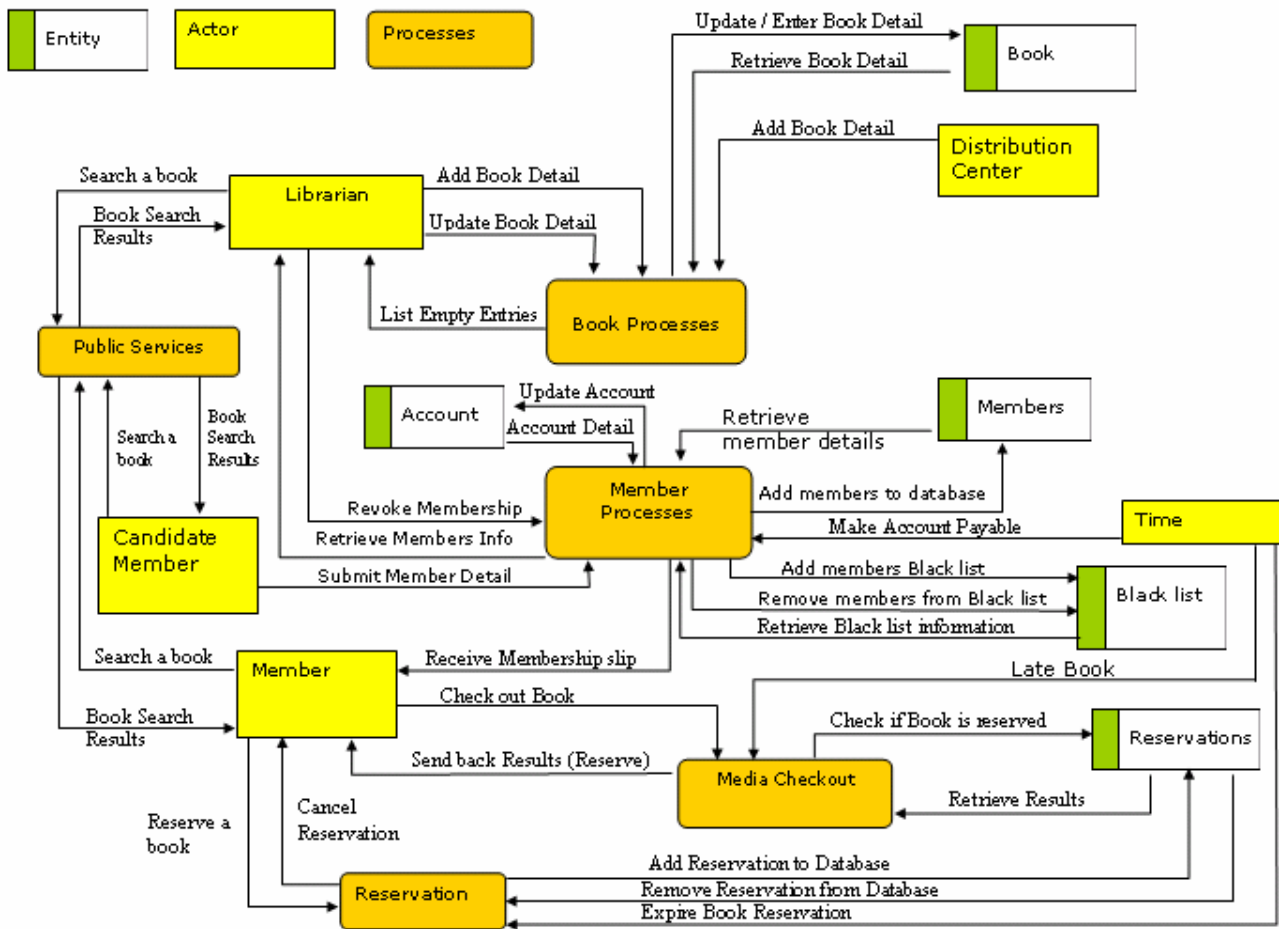 Entity
Actor
Processes
Update / Enter Book Detail
Book
Retrieve Book Detail
Add Book Detail
Distribution
Center
Search a book
Librarian
Add Book Detail
Book Search
Results
Update Book Detail
List Empty Entries
Book Processes
Public Services
Account
Update Account
Account Detail
Retrieve
member details
Members
Search a
book
Book
Search
Results
Member
Processes
Add members to database
Revoke Membership
Make Account Payable
Time
Candidate
Member
Retrieve Members Info
Submit Member Detail
Add members Black list
Remove members from Black list
Retrieve Black list information
Black list
Search a book
Member
Receive Membership slip
Late Book
Check out Book
Book Search
Results
Check if Book is reserved
Reservations
Send back Results (Reserve)
Media Checkout
Retrieve Results
Reserve a
book
Cancel
Reservation
Add Reservation to Database
Reservation
Remove Reservation from Database
Expire Book Reservation